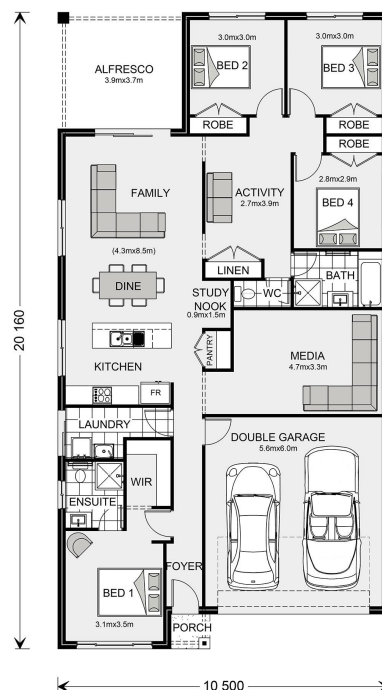 3.0mx3.0m
BED 2
3.0mx3.0m
BED 3
ALFRESCO
3.9mx3.7m
ROBE
ROBE
ROBE
FAMILY
ACTIVITY
2.7mx3.9m
2.8mx2.9m
BED 4
(4.3mx8.5m)
LINEN
BATH
DINE
STUDY
NOOK
0.9mx1.5m
WC
20 160
PANTRY
MEDIA
4.7mx3.3m
KITCHEN
FR
LAUNDRY
DOUBLE GARAGE
5.6mx6.0m
WIR
ENSUITE
FOYER
BED 1
3.1mx3.5m
PORCH
10 500